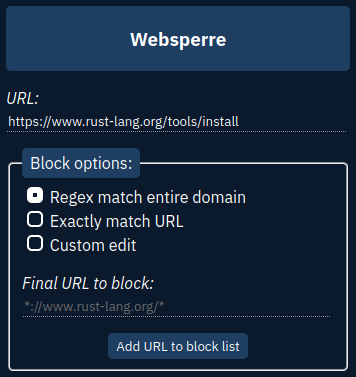 Websperre
URL:
https://www.rust-lang.org/tools/install
Block options:
Regex match entire domain
Exactly match URL
Custom edit
Final URL to block:
*://www.rust-lang.org/*
Add URL to block list